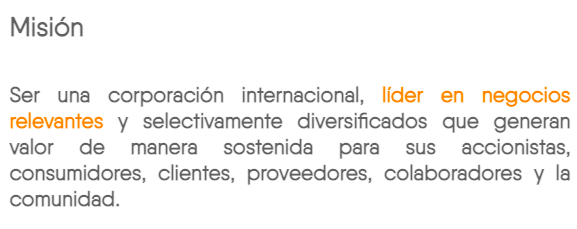 Misión
Ser una corporación internacional, líder en negocios
relevantes y selectivamente diversificados que generan
valor de manera sostenida para sus accionistas,
consumidores, clientes, proveedores, colaboradores y la
comunidad.